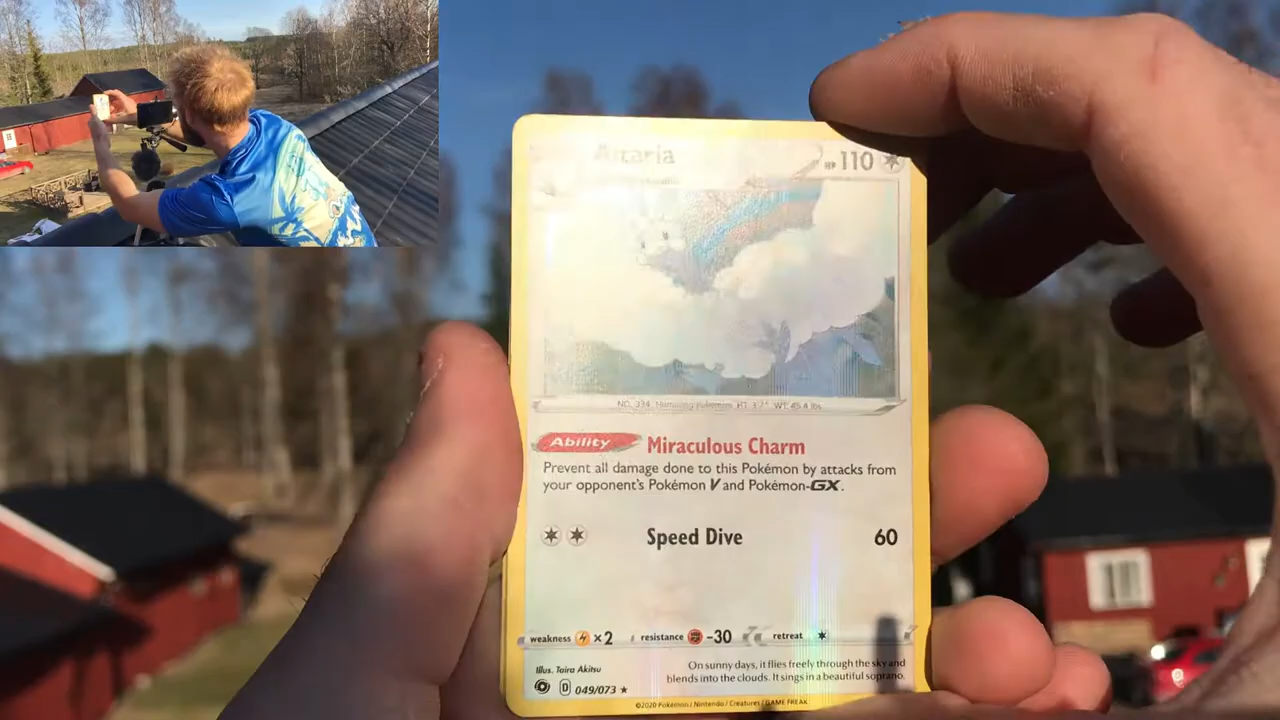 Altaria
HP 110
NO. 334 Humming Pokémon HT: 3'7" WT: 45.4 lbs.
Ability Miraculous Charm
Prevent all damage done to this Pokémon by attacks from
your opponent's Pokémon V and Pokémon-GX.
Speed Dive 60
weakness ×2 resistance -30 retreat
Illus. Taira Akitsu
D 049/073 ★
On sunny days, it flies freely through the sky and
blends into the clouds. It sings in a beautiful soprano.
©2020 Pokémon / Nintendo / Creatures / GAME FREAK